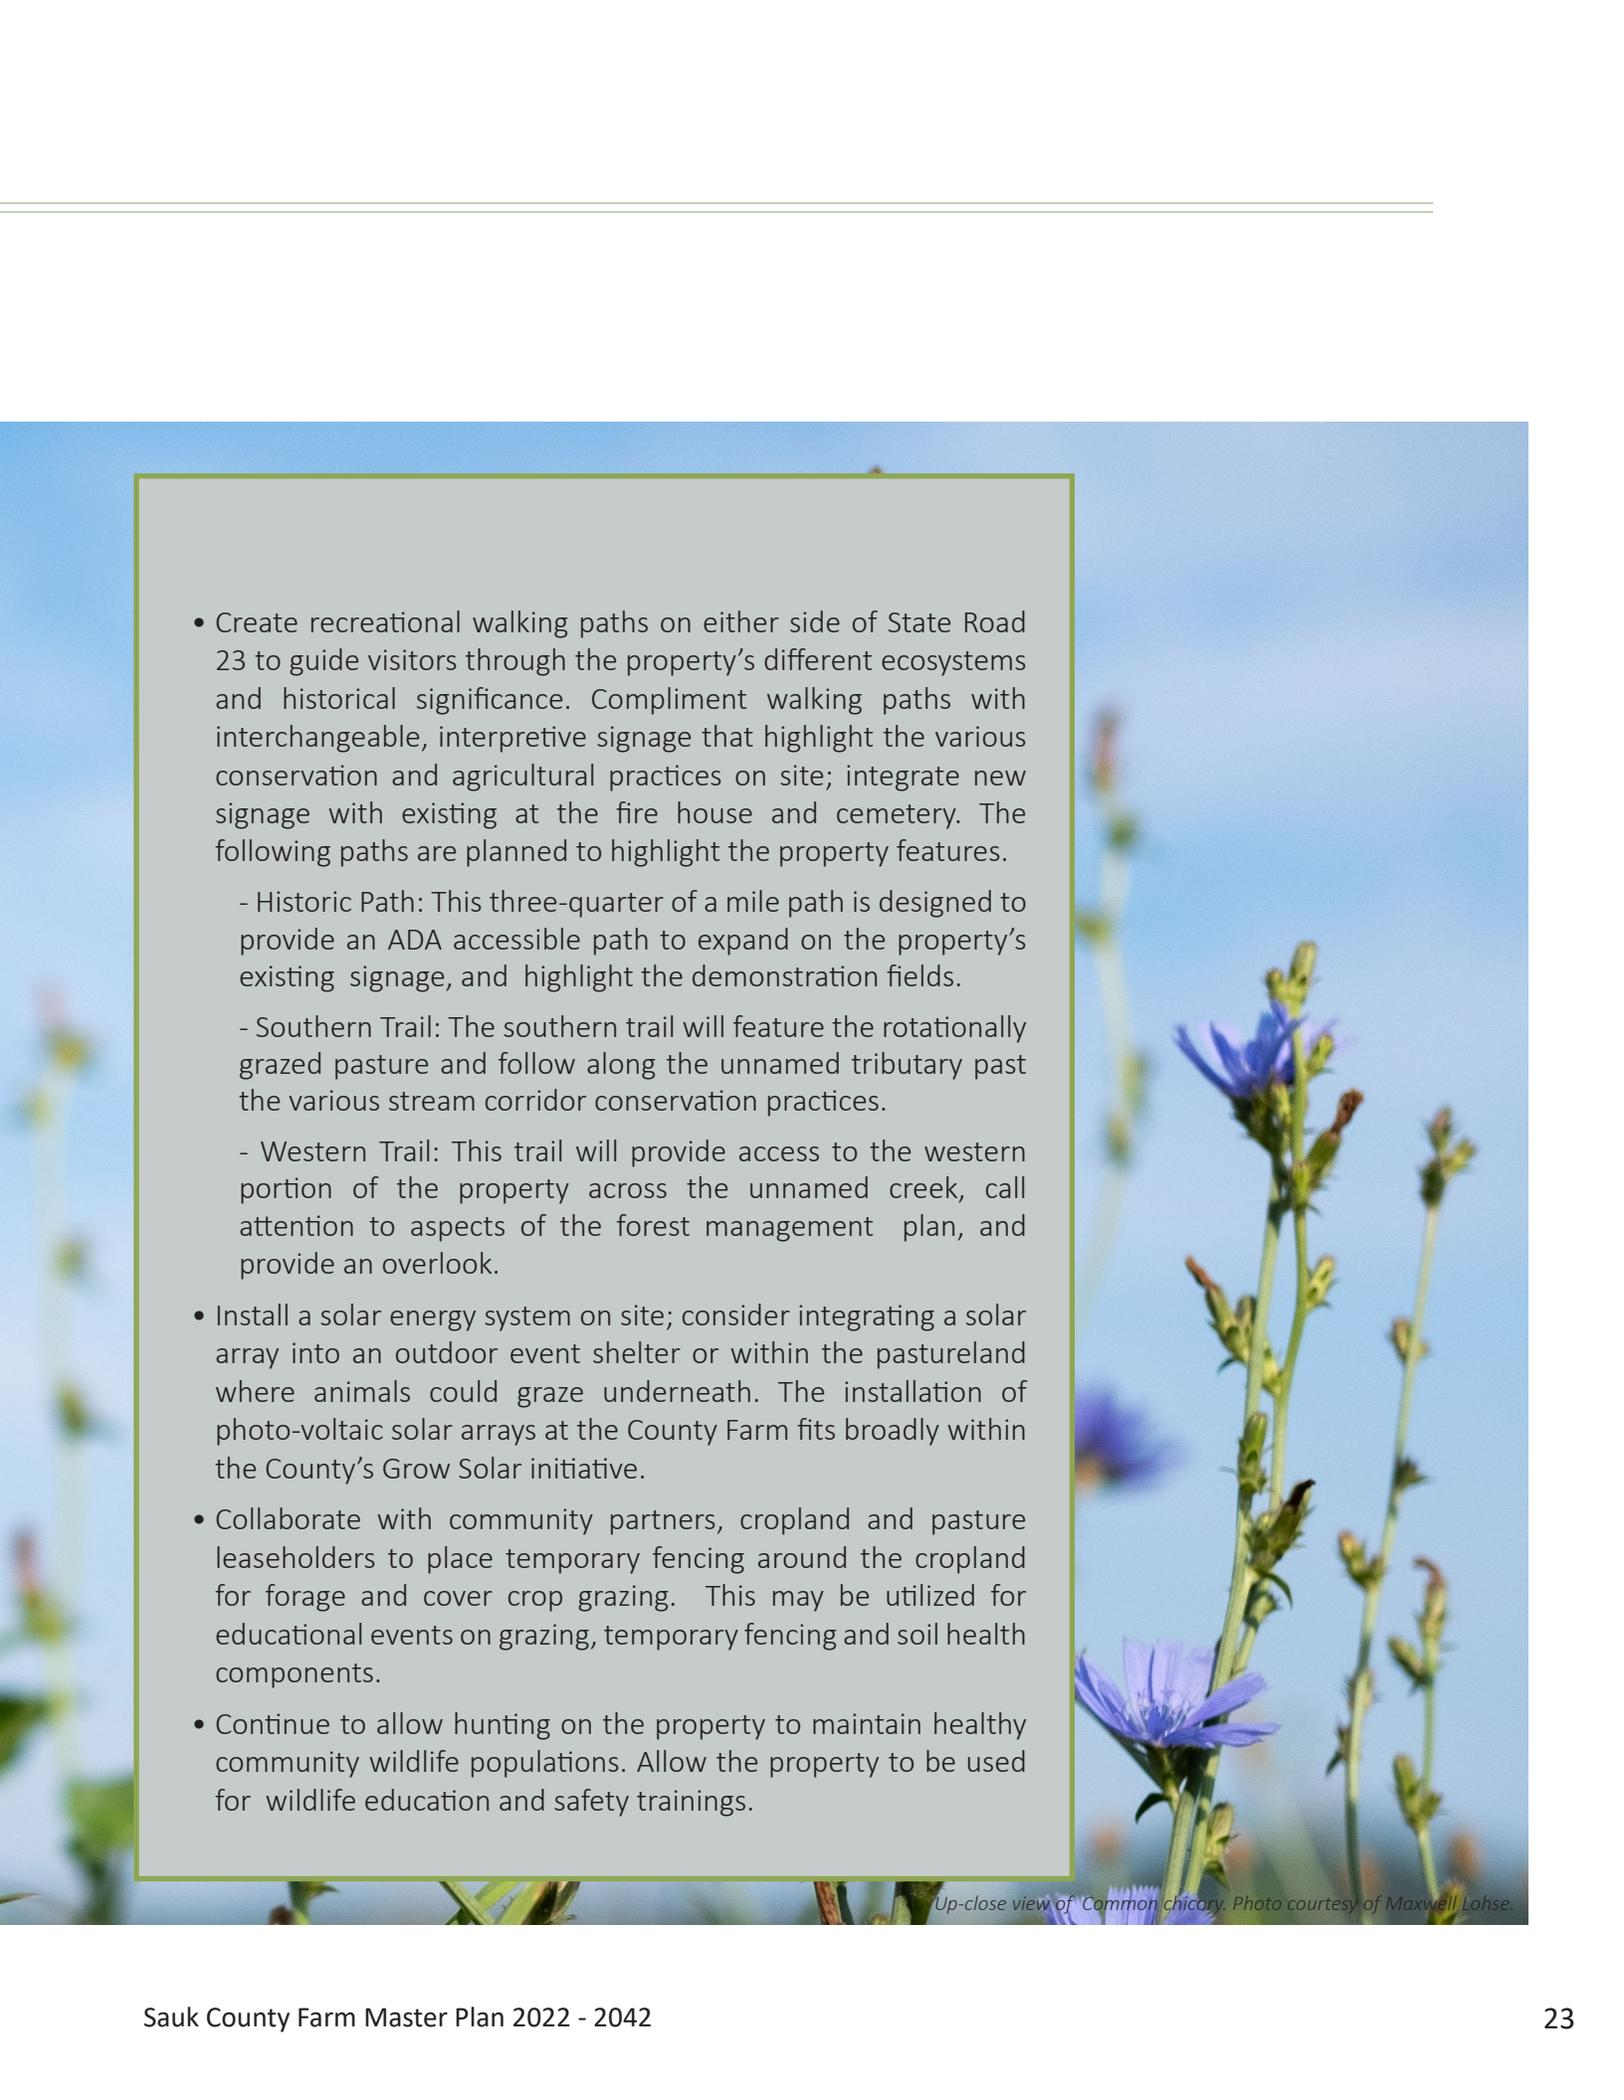 • Create recreational walking paths on either side of State Road
23 to guide visitors through the property’s different ecosystems
and historical significance. Compliment walking paths with
interchangeable, interpretive signage that highlight the various
conservation and agricultural practices on site; integrate new
signage with existing at the fire house and cemetery. The
following paths are planned to highlight the property features.
- Historic Path: This three-quarter of a mile path is designed to
provide an ADA accessible path to expand on the property’s
existing signage, and highlight the demonstration fields.
- Southern Trail: The southern trail will feature the rotationally
grazed pasture and follow along the unnamed tributary past
the various stream corridor conservation practices.
- Western Trail: This trail will provide access to the western
portion of the property across the unnamed creek, call
attention to aspects of the forest management plan, and
provide an overlook.
• Install a solar energy system on site; consider integrating a solar
array into an outdoor event shelter or within the pastureland
where animals could graze underneath. The installation of
photo-voltaic solar arrays at the County Farm fits broadly within
the County’s Grow Solar initiative.
• Collaborate with community partners, cropland and pasture
leaseholders to place temporary fencing around the cropland
for forage and cover crop grazing. This may be utilized for
educational events on grazing, temporary fencing and soil health
components.
• Continue to allow hunting on the property to maintain healthy
community wildlife populations. Allow the property to be used
for wildlife education and safety trainings.
Up-close view of Common chicory. Photo courtesy of Maxwell Lohse.
Sauk County Farm Master Plan 2022 - 2042
23